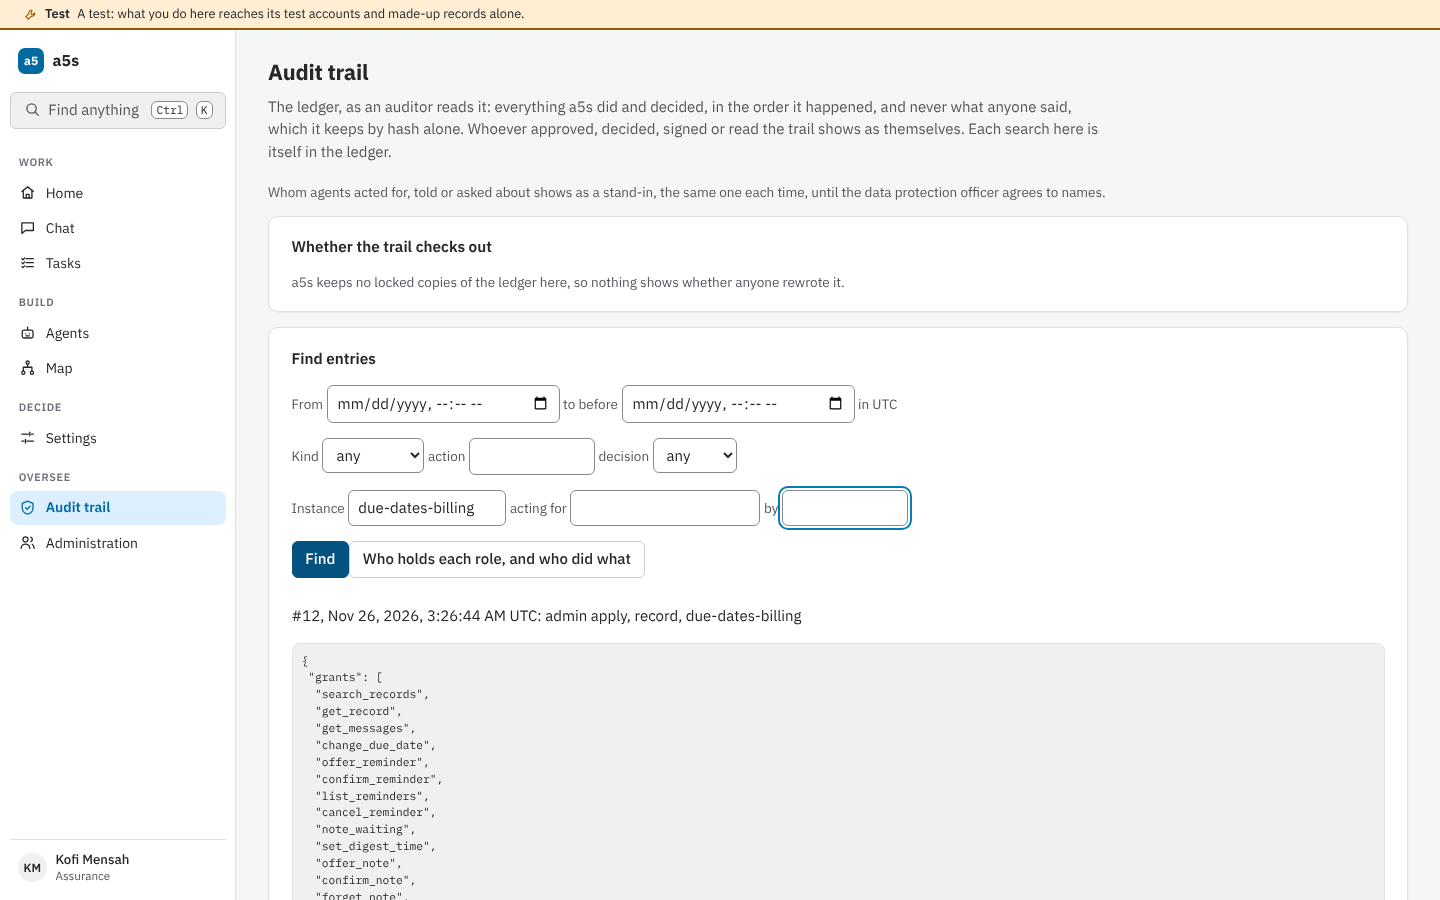 Test A test: what you do here reaches its test accounts and made-up records alone.
a5 a5s
Find anything Ctrl K
WORK
Home
Chat
Tasks
BUILD
Agents
Map
DECIDE
Settings
OVERSEE
Audit trail
Administration
KM Kofi Mensah
Assurance
Audit trail
The ledger, as an auditor reads it: everything a5s did and decided, in the order it happened, and never what anyone said,
which it keeps by hash alone. Whoever approved, decided, signed or read the trail shows as themselves. Each search here is
itself in the ledger.
Whom agents acted for, told or asked about shows as a stand-in, the same one each time, until the data protection officer agrees to names.
Whether the trail checks out
a5s keeps no locked copies of the ledger here, so nothing shows whether anyone rewrote it.
Find entries
From mm/dd/yyyy, --:-- -- to before mm/dd/yyyy, --:-- -- in UTC
Kind any action decision any
Instance due-dates-billing acting for by
Find Who holds each role, and who did what
#12, Nov 26, 2026, 3:26:44 AM UTC: admin apply, record, due-dates-billing
{
"grants": [
"search_records",
"get_record",
"get_messages",
"change_due_date",
"offer_reminder",
"confirm_reminder",
"list_reminders",
"cancel_reminder",
"note_waiting",
"set_digest_time",
"offer_note",
"confirm_note",
"forget_note",